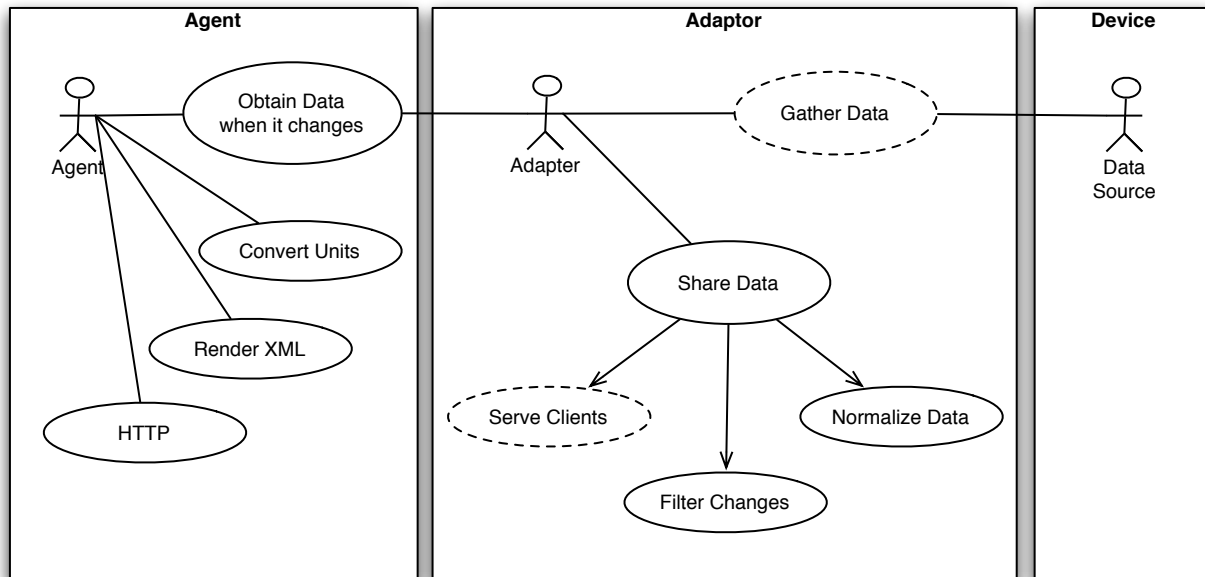 Agent
Adaptor
Device
Obtain Data
when it changes
Gather Data
Agent
Adapter
Data
Source
Convert Units
Share Data
Render XML
Serve Clients
Normalize Data
HTTP
Filter Changes